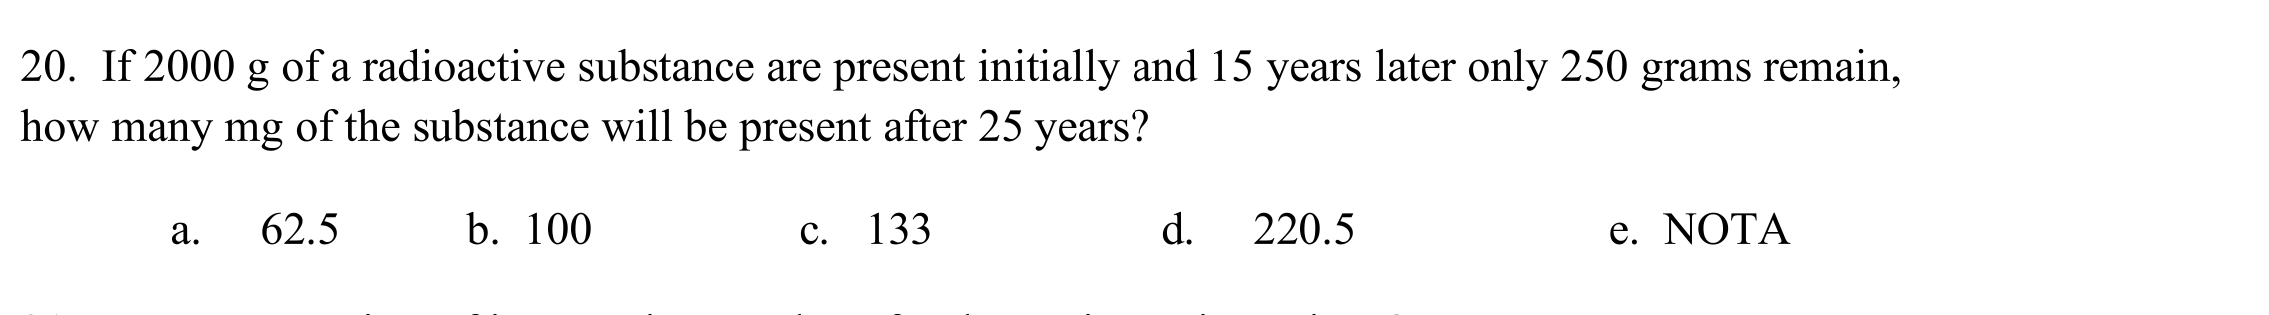 20. If 2000 g of a radioactive substance are present initially and 15 years later only 250 grams remain,
how many mg of the substance will be present after 25 years?
a. 62.5 b. 100 c. 133 d. 220.5 e. NOTA